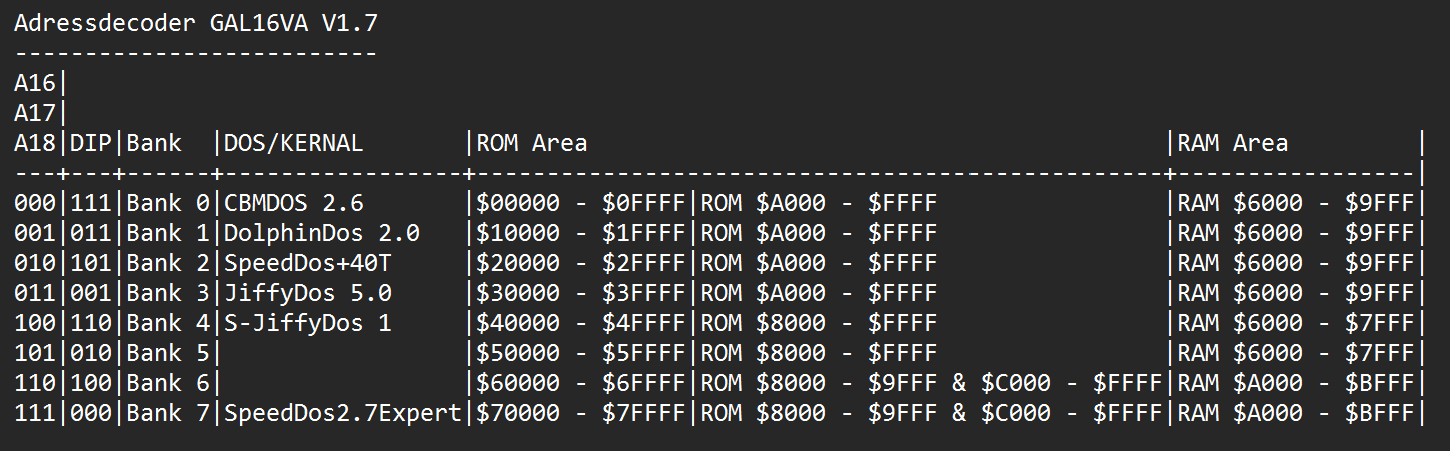 Adressdecoder GAL16VA V1.7
---------------------------
A16|
A17|
A18|DIP|Bank  |DOS/KERNAL       |ROM Area                                         |RAM Area         |
---+---+------+-----------------+-------------------------------------------------+-----------------|
000|111|Bank 0|CBMDOS 2.6       |$00000 - $0FFFF|ROM $A000 - $FFFF                |RAM $6000 - $9FFF|
001|011|Bank 1|DolphinDos 2.0   |$10000 - $1FFFF|ROM $A000 - $FFFF                |RAM $6000 - $9FFF|
010|101|Bank 2|SpeedDos+40T     |$20000 - $2FFFF|ROM $A000 - $FFFF                |RAM $6000 - $9FFF|
011|001|Bank 3|JiffyDos 5.0     |$30000 - $3FFFF|ROM $A000 - $FFFF                |RAM $6000 - $9FFF|
100|110|Bank 4|S-JiffyDos 1     |$40000 - $4FFFF|ROM $8000 - $FFFF                |RAM $6000 - $7FFF|
101|010|Bank 5|                 |$50000 - $5FFFF|ROM $8000 - $FFFF                |RAM $6000 - $7FFF|
110|100|Bank 6|                 |$60000 - $6FFFF|ROM $8000 - $9FFF & $C000 - $FFFF|RAM $A000 - $BFFF|
111|000|Bank 7|SpeedDos2.7Expert|$70000 - $7FFFF|ROM $8000 - $9FFF & $C000 - $FFFF|RAM $A000 - $BFFF|